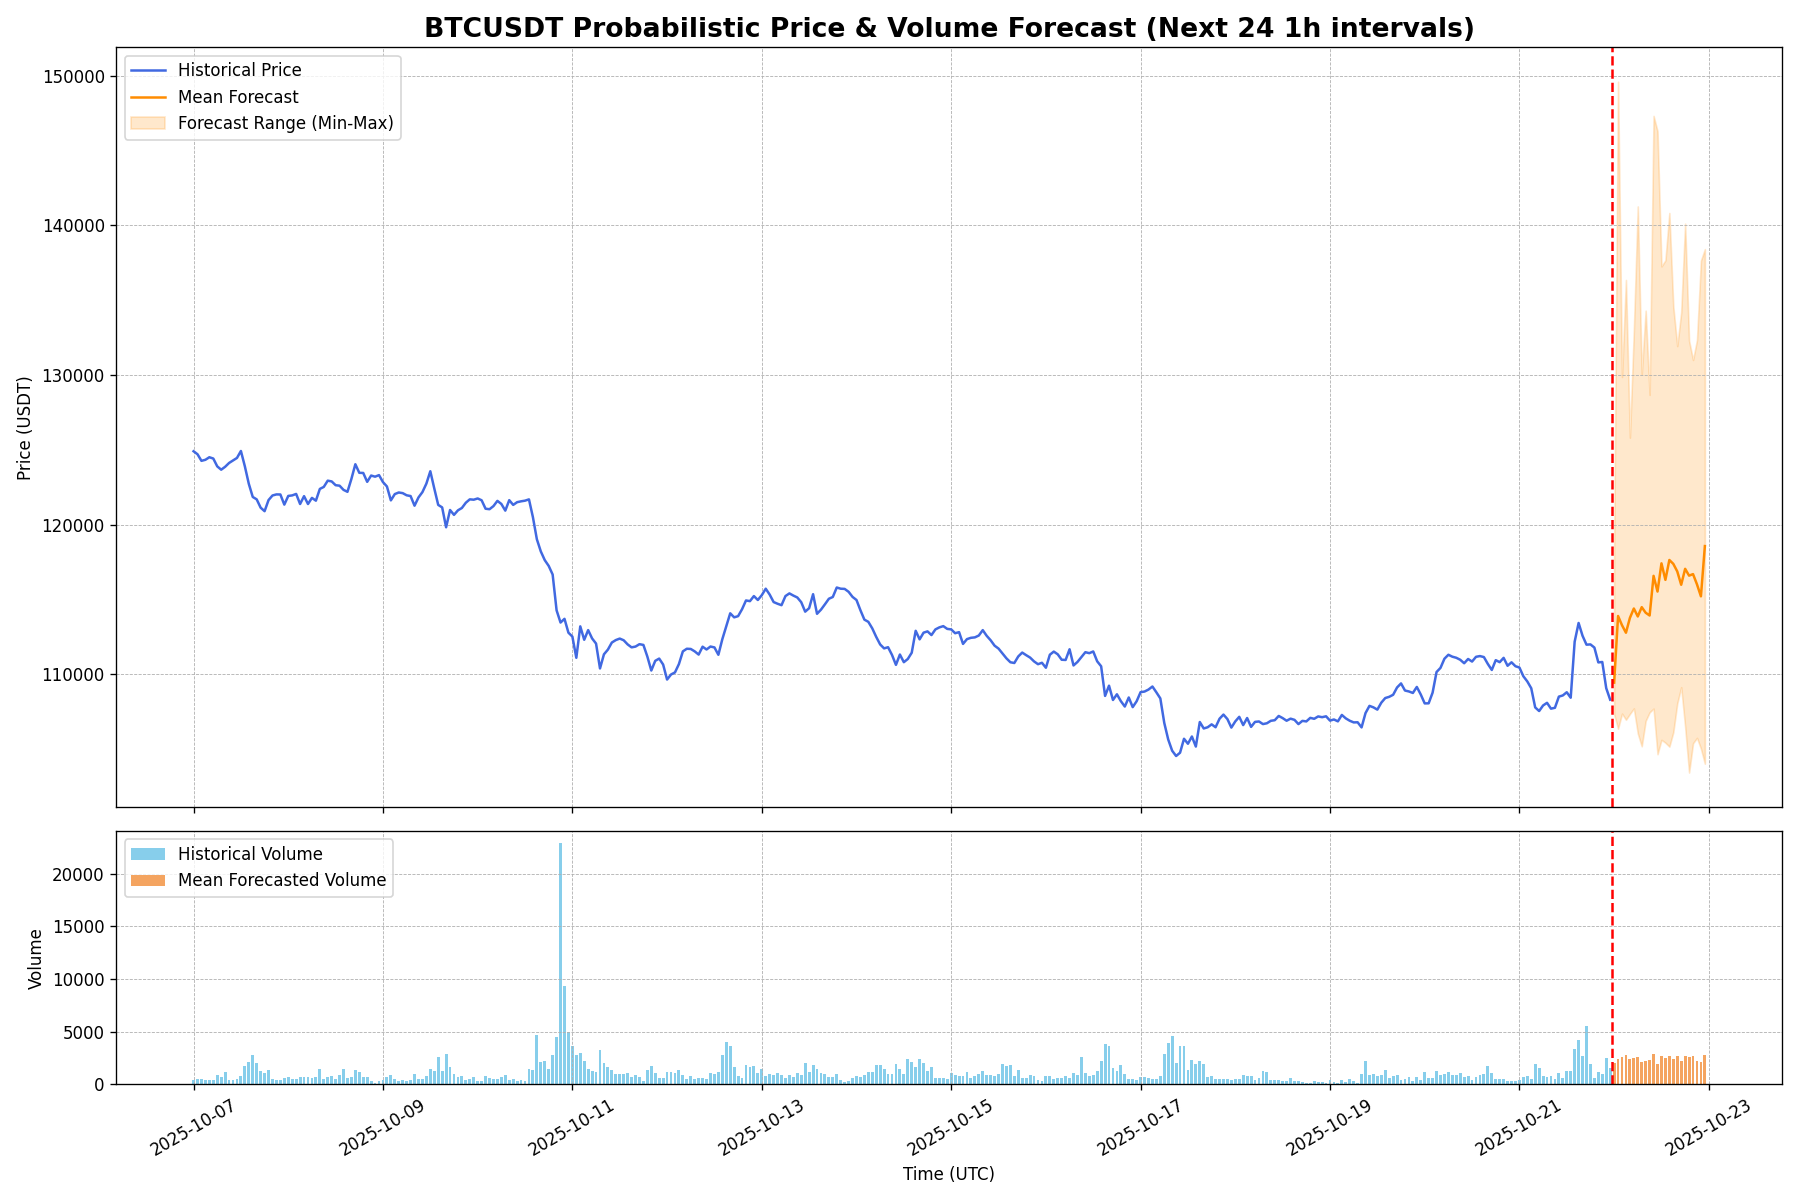 BTCUSDT Probabilistic Price & Volume Forecast (Next 24 1h intervals)
Historical Price
Mean Forecast
Forecast Range (Min-Max)
150000
140000
130000
120000
110000
Price (USDT)
Historical Volume
Mean Forecasted Volume
20000
15000
10000
5000
0
Volume
2025-10-07
2025-10-09
2025-10-11
2025-10-13
2025-10-15
2025-10-17
2025-10-19
2025-10-21
2025-10-23
Time (UTC)